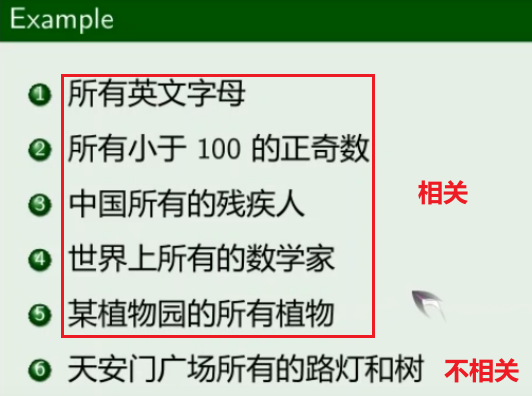 Example
1 所有英文字母
2 所有小于 100 的正奇数
3 中国所有的残疾人
相关
4 世界上所有的数学家
5 某植物园的所有植物
6 天安门广场所有的路灯和树 不相关